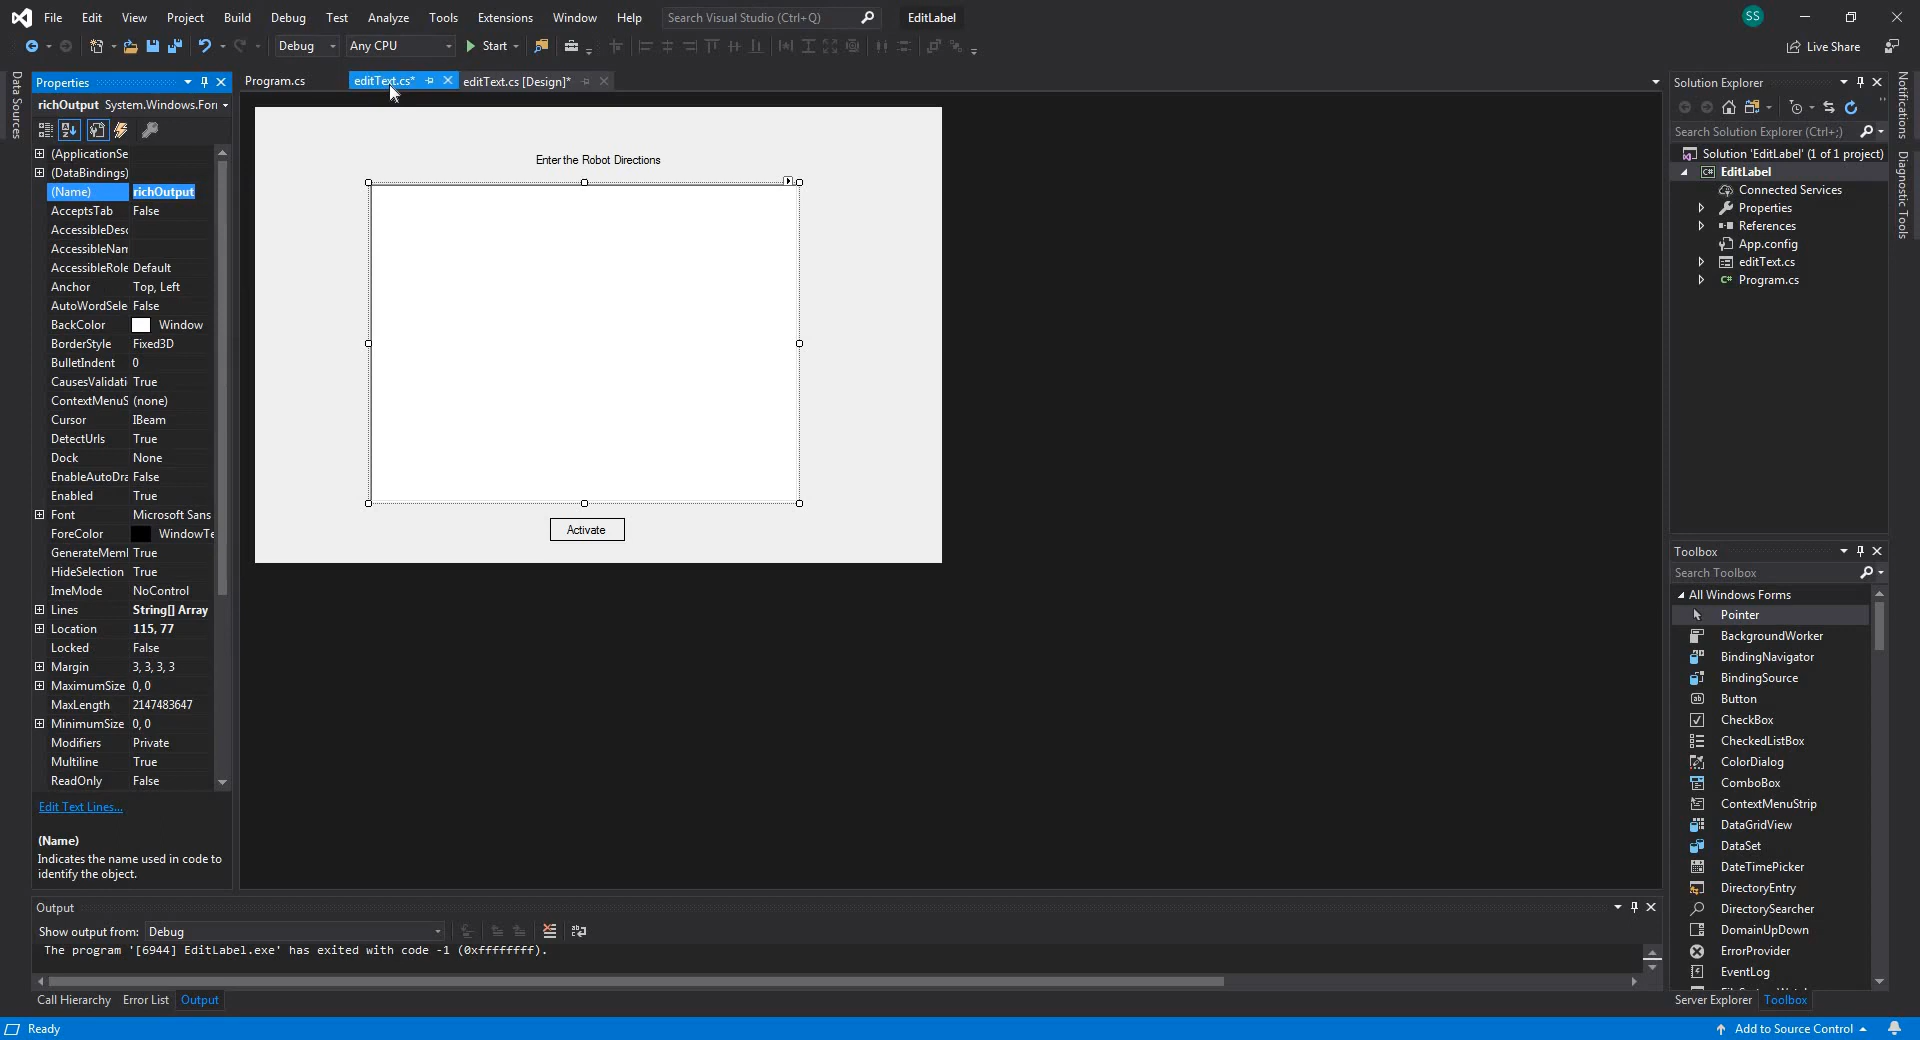 File Edit View Project Build Debug Test Analyze Tools Extensions Window Help Search Visual Studio (Ctrl+Q) EditLabel SS
Debug Any CPU Start Live Share
Data Sources
Properties
richOutput System.Windows.For
(ApplicationSe
(DataBindings)
(Name) richOutput
AcceptsTab False
AccessibleDesc
AccessibleNam
AccessibleRole Default
Anchor Top, Left
AutoWordSele False
BackColor Window
BorderStyle Fixed3D
BulletIndent 0
CausesValidati True
ContextMenuS (none)
Cursor IBeam
DetectUrls True
Dock None
EnableAutoDra False
Enabled True
Font Microsoft Sans
ForeColor WindowTe
GenerateMeml True
HideSelection True
ImeMode NoControl
Lines String[] Array
Location 115, 77
Locked False
Margin 3, 3, 3, 3
MaximumSize 0, 0
MaxLength 2147483647
MinimumSize 0, 0
Modifiers Private
Multiline True
ReadOnly False
Edit Text Lines...
(Name)
Indicates the name used in code to
identify the object.
Program.cs editText.cs* editText.cs [Design]*
Enter the Robot Directions
Activate
Output
Show output from: Debug
The program '[6944] EditLabel.exe' has exited with code -1 (0xffffffff).
Call Hierarchy Error List Output
Solution Explorer
Search Solution Explorer (Ctrl+;)
Solution 'EditLabel' (1 of 1 project)
C# EditLabel
Connected Services
Properties
References
App.config
editText.cs
C# Program.cs
Toolbox
Search Toolbox
All Windows Forms
Pointer
BackgroundWorker
BindingNavigator
BindingSource
Button
CheckBox
CheckedListBox
ColorDialog
ComboBox
ContextMenuStrip
DataGridView
DataSet
DateTimePicker
DirectoryEntry
DirectorySearcher
DomainUpDown
ErrorProvider
EventLog
Server Explorer Toolbox
Notifications
Diagnostic Tools
Ready Add to Source Control